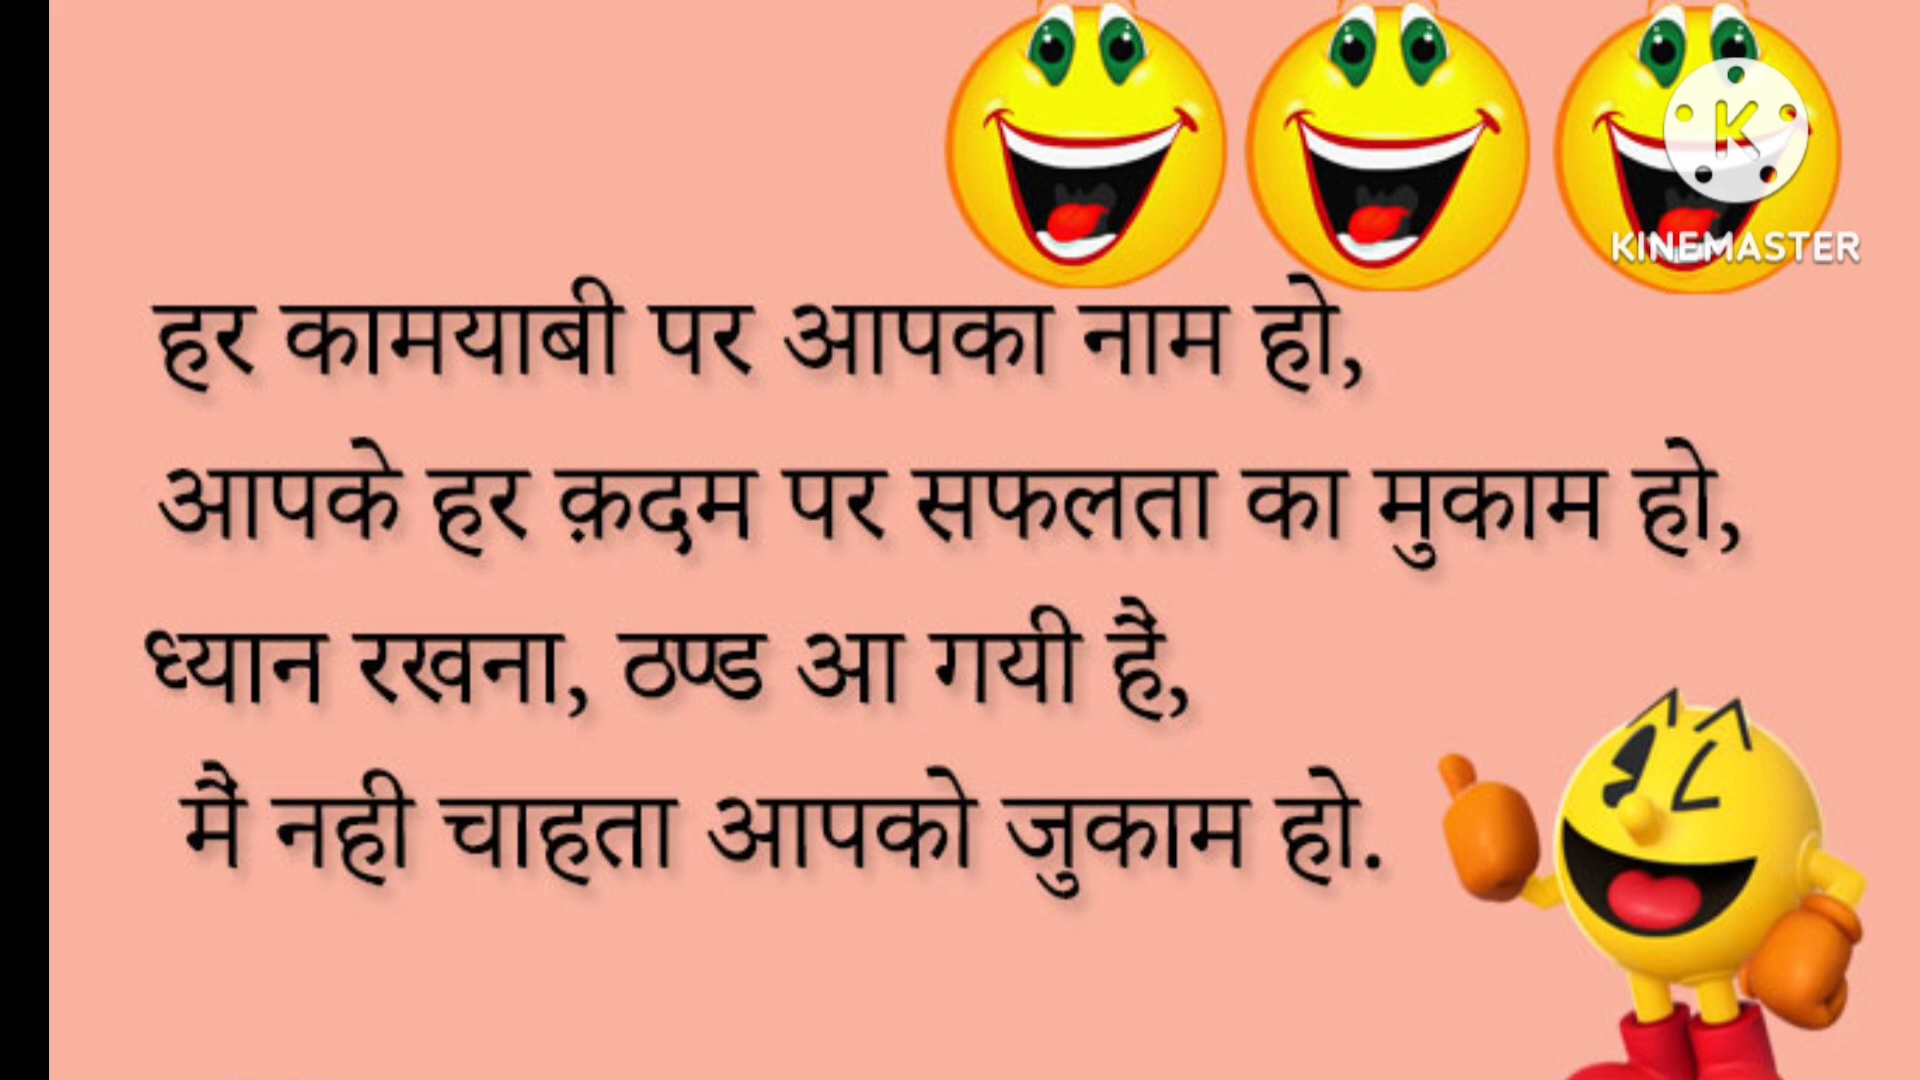 KINEMASTER
हर कामयाबी पर आपका नाम हो,
आपके हर क़दम पर सफलता का मुकाम हो,
ध्यान रखना, ठण्ड आ गयी हैं,
मैं नही चाहता आपको जुकाम हो.